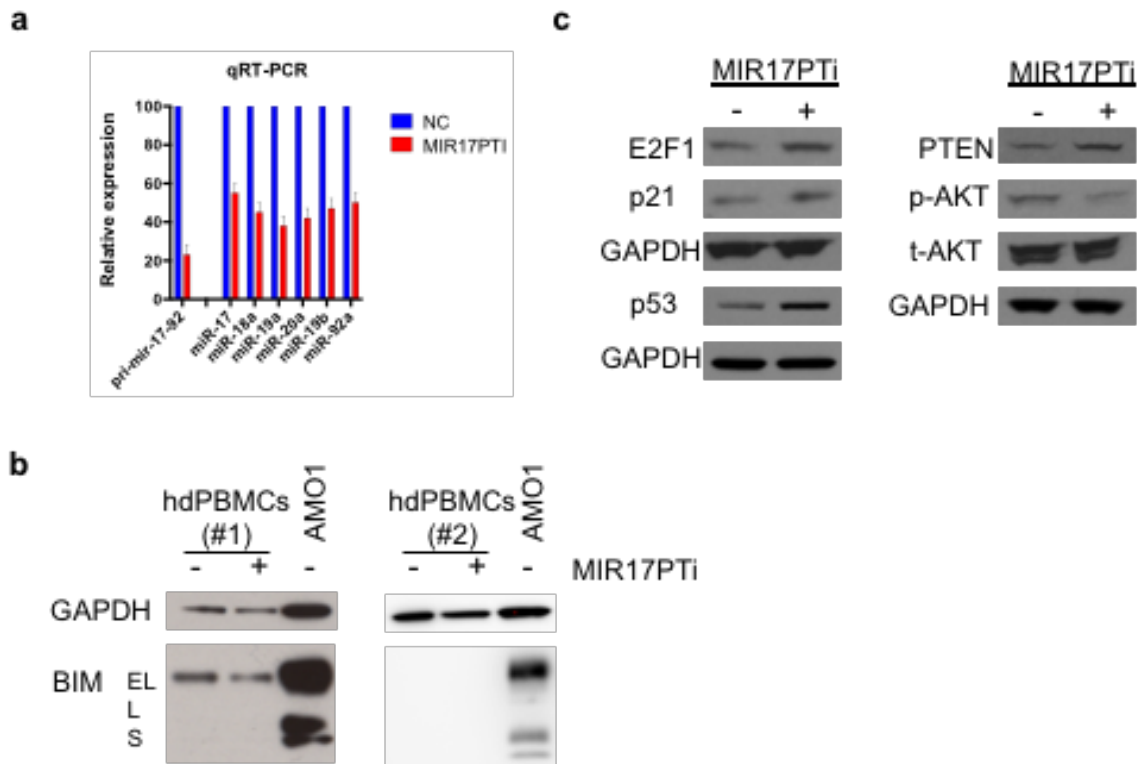 a
qRT-PCR
Relative expression
100
80
60
40
20
0
NC
MIR17PTI
pri-mir-17-92
miR-17
miR-18a
miR-19a
miR-20a
miR-19b
miR-92a
b
hdPBMCs
(#1)
AMO1
hdPBMCs
(#2)
AMO1
- + -
- + -
MIR17PTi
GAPDH
BIM
EL
L
S
c
MIR17PTi
- +
E2F1
p21
GAPDH
p53
GAPDH
MIR17PTi
- +
PTEN
p-AKT
t-AKT
GAPDH